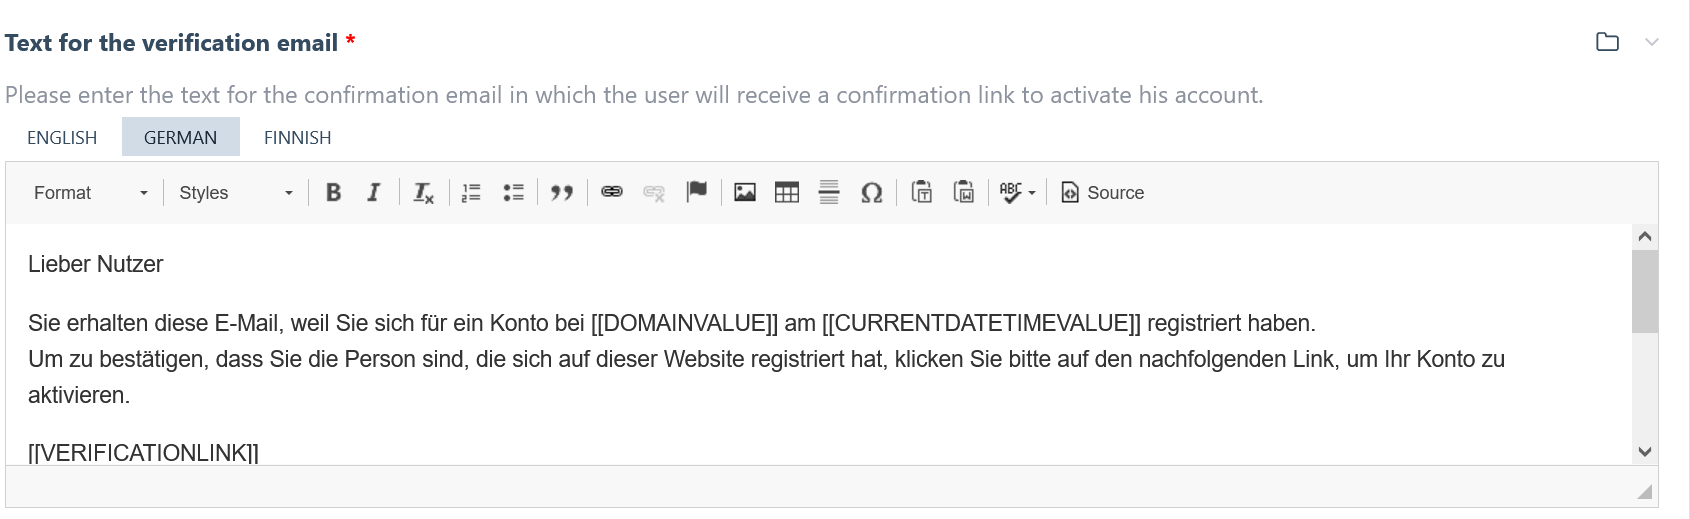 Text for the verification email *
Please enter the text for the confirmation email in which the user will receive a confirmation link to activate his account.
ENGLISH GERMAN FINNISH
Format Styles B I Tx ABC Source
Lieber Nutzer
Sie erhalten diese E-Mail, weil Sie sich für ein Konto bei [[DOMAINVALUE]] am [[CURRENTDATETIMEVALUE]] registriert haben.
Um zu bestätigen, dass Sie die Person sind, die sich auf dieser Website registriert hat, klicken Sie bitte auf den nachfolgenden Link, um Ihr Konto zu
aktivieren.
[[VERIFICATIONLINK]]